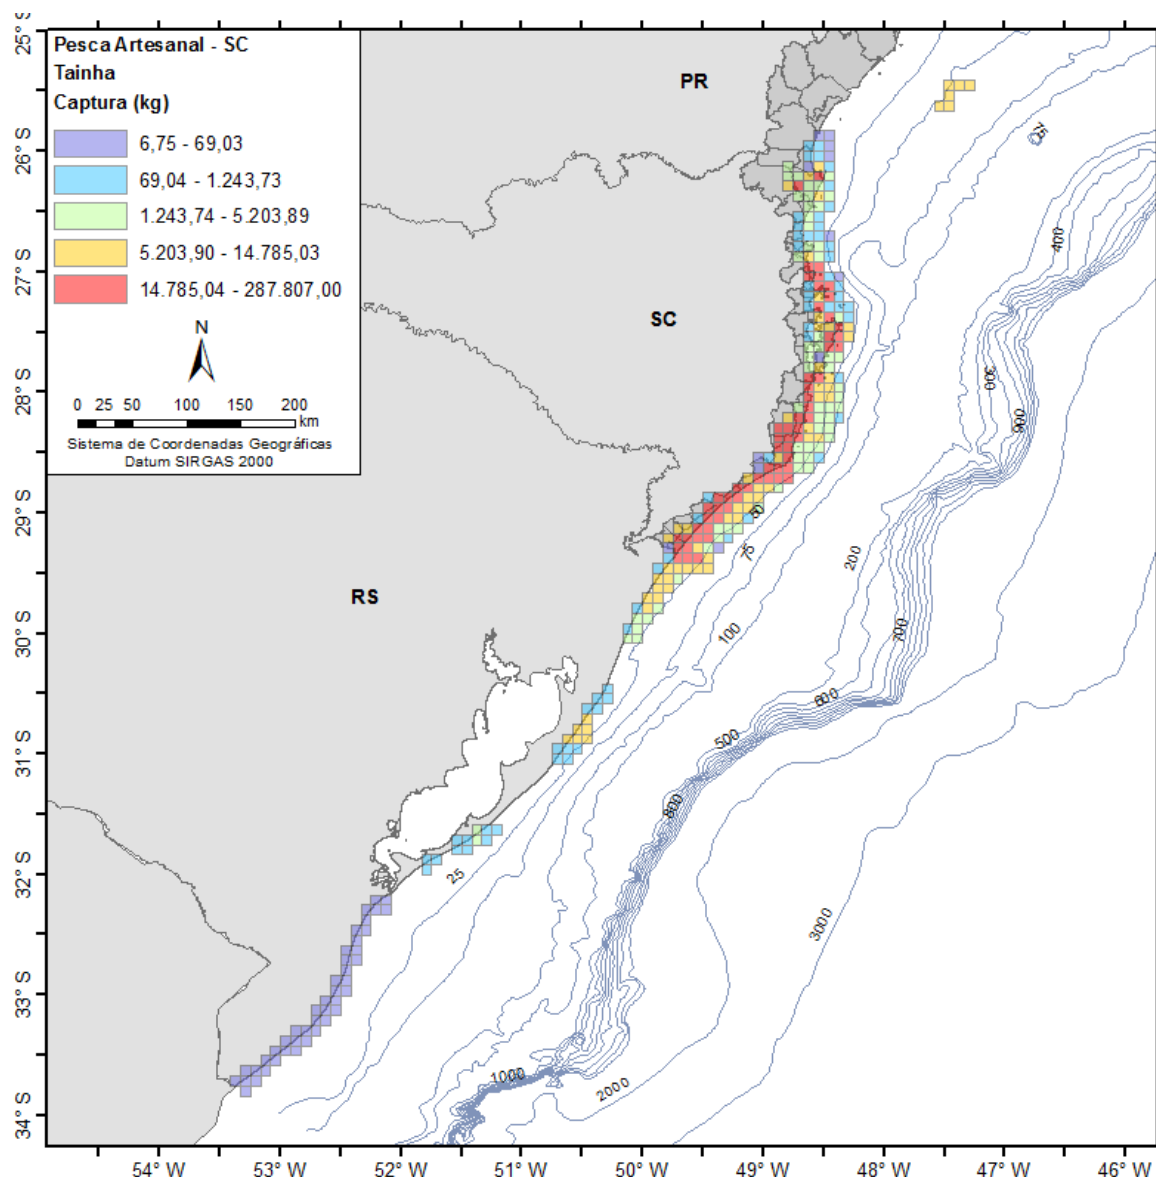 Pesca Artesanal - SC
Tainha
Captura (kg)
6,75 - 69,03
69,04 - 1.243,73
1.243,74 - 5.203,89
5.203,90 - 14.785,03
14.785,04 - 287.807,00
N
0 25 50 100 150 200
km
Sistema de Coordenadas Geográficas
Datum SIRGAS 2000
PR
SC
RS
75
400
300
900
50
75
100
200
700
600
500
800
25
3000
1000
2000
25° S
26° S
27° S
28° S
29° S
30° S
31° S
32° S
33° S
34° S
54° W
53° W
52° W
51° W
50° W
49° W
48° W
47° W
46° W